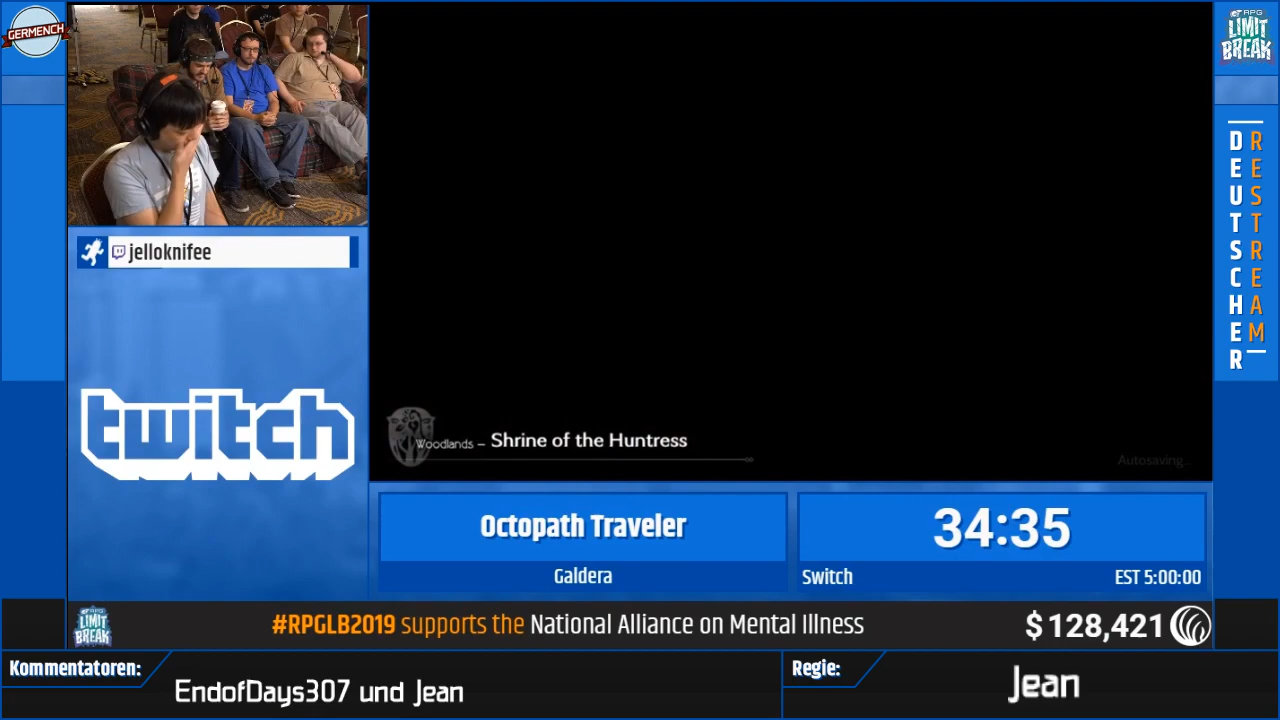 GERMENCH
RPG
LIMIT
BREAK
DEUTSCHER
RESTREAM
jelloknifee
twitch
Woodlands – Shrine of the Huntress
Autosaving...
Octopath Traveler
34:35
Galdera
Switch
EST 5:00:00
RPG
LIMIT
BREAK
#RPGLB2019 supports the National Alliance on Mental Illness
$128,421
Kommentatoren:
EndofDays307 und Jean
Regie:
Jean